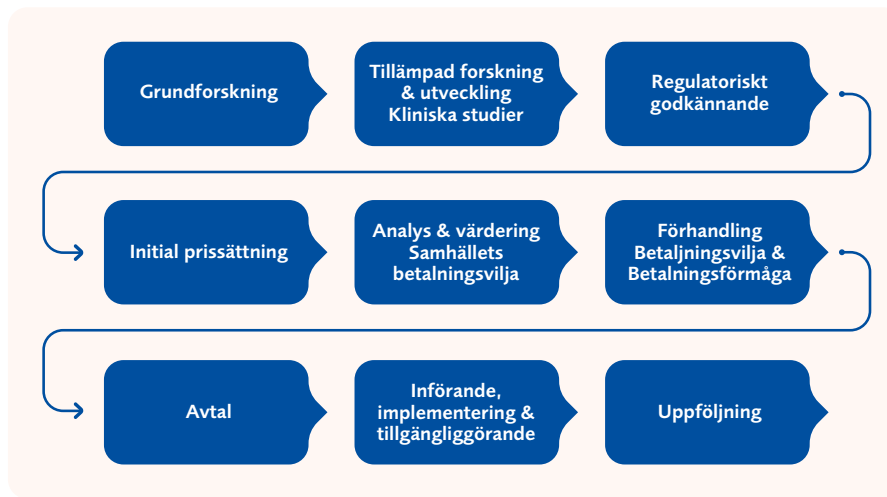 Grundforskning
Tillämpad forskning
& utveckling
Kliniska studier
Regulatoriskt
godkännande
Initial prissättning
Analys & värdering
Samhällets
betalningsvilja
Förhandling
Betaljningsvilja &
Betalningsförmåga
Avtal
Införande,
implementering &
tillgängliggörande
Uppföljning